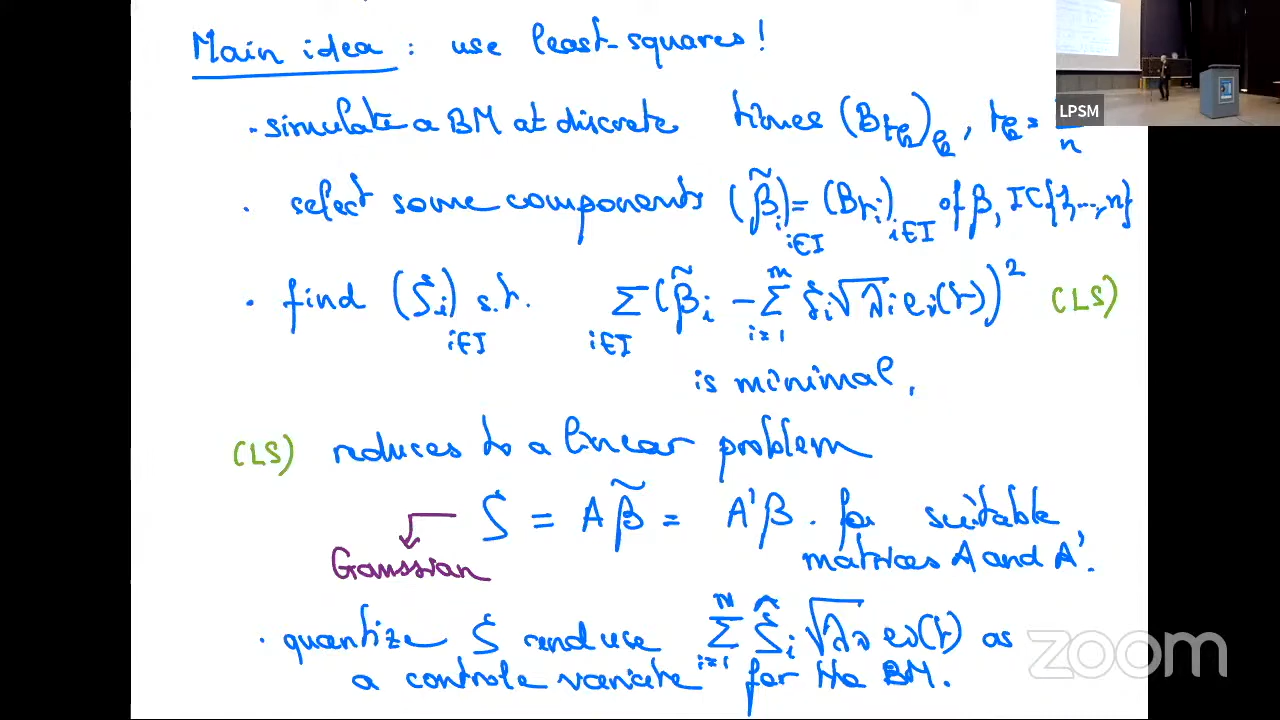 Main idea : use least-squares !
LPSM
· simulate a BM at discrete times (B_{t_k})_k , t_k = /n
· select some components (β̃_i)_{i∈I} = (B_{t_i})_{i∈I} of β, I⊂{1,...,n}
· find (ζ_i)_{i∈I} s.t. Σ_{i∈I} (β̃_i − Σ_{i=1}^m ζ_i √λ_i e_i(t))² (LS)
is minimal.
(LS) reduces to a linear problem
ζ = Aβ̃ = A'β . for suitable
matrices A and A'.
Gaussian
· quantize ζ and use Σ_{i=1}^m ζ̂_i √λ_i e_i(t) as
a controle variate for the BM.
zoom